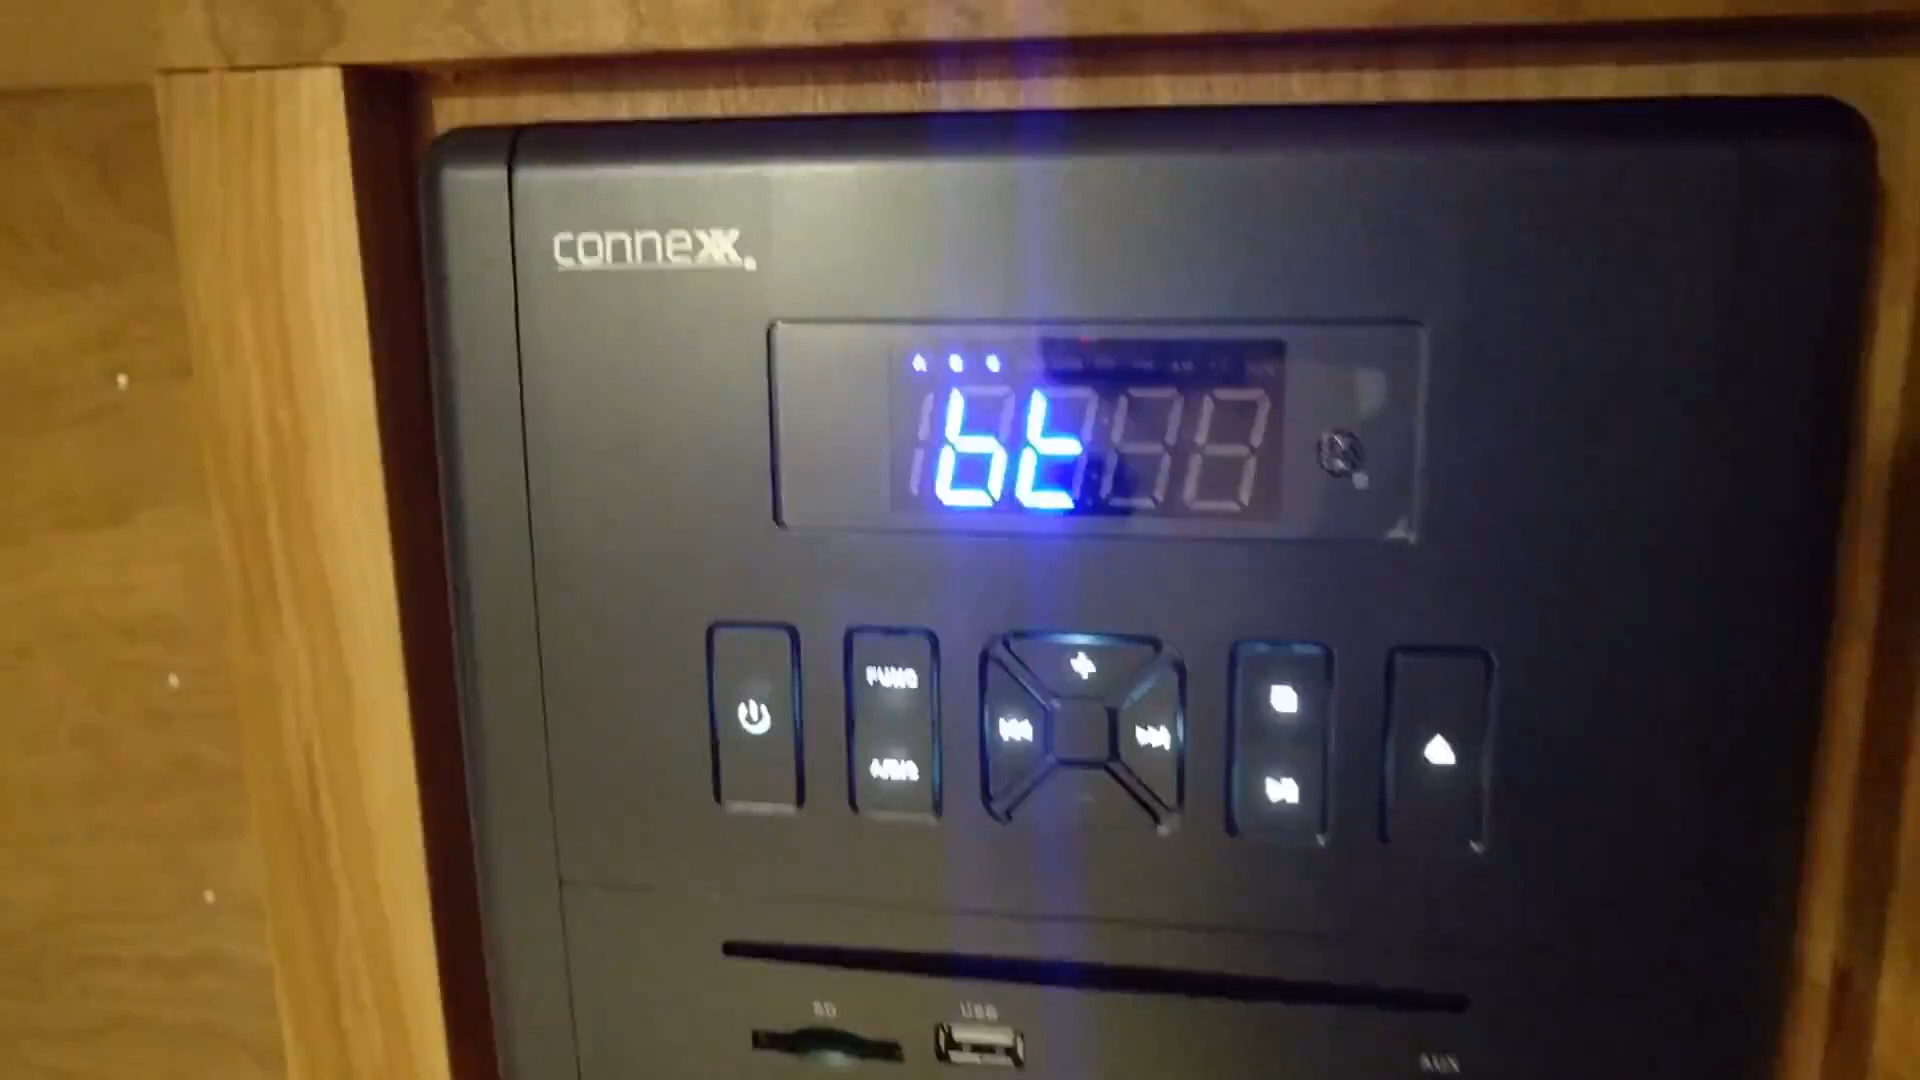 connexx
bt
FUNC
A/B/C
SD
USB
AUX